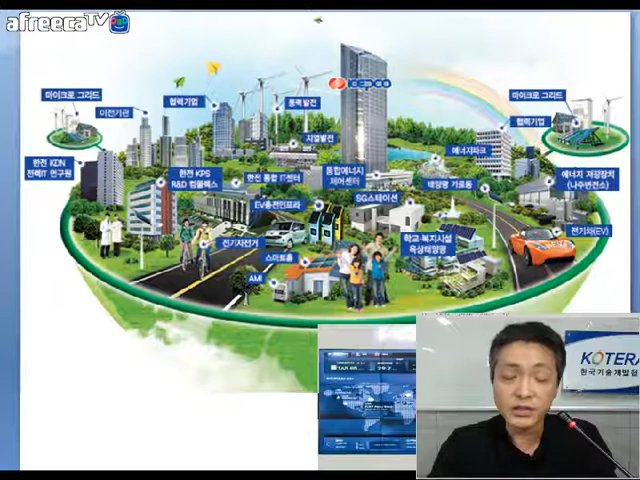 afreecaTV
마이크로 그리드
이전기관
협력기업
풍력발전
지열발전
마이크로 그리드
협력기업
에너지파크
한전 KDN
전력IT 연구원
한전 KPS
R&D 컴플렉스
한전 통합 IT센터
통합에너지
제어센터
태양광 가로등
에너지 저장장치
(나주변전소)
EV충전인프라
SG스테이션
전기자전거
스마트홈
학교·복지시설
옥상태양광
전기차(EV)
AMI
KOTERA
한국기술개발원